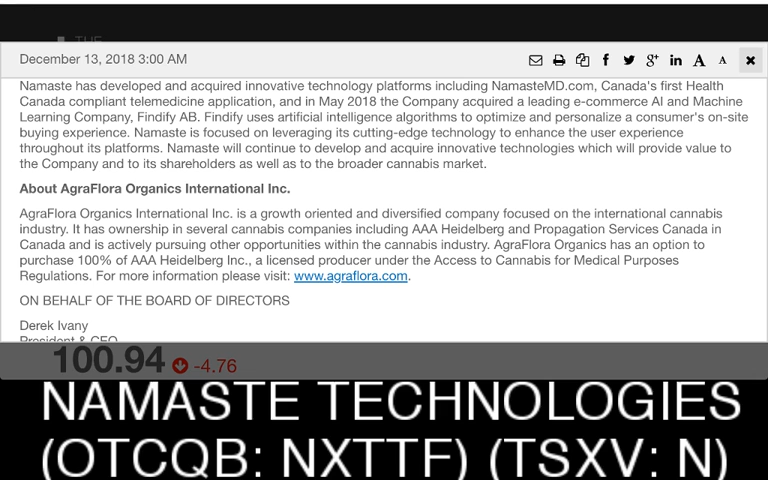 THE
December 13, 2018 3:00 AM
A A
Namaste has developed and acquired innovative technology platforms including NamasteMD.com, Canada's first Health
Canada compliant telemedicine application, and in May 2018 the Company acquired a leading e-commerce AI and Machine
Learning Company, Findify AB. Findify uses artificial intelligence algorithms to optimize and personalize a consumer's on-site
buying experience. Namaste is focused on leveraging its cutting-edge technology to enhance the user experience
throughout its platforms. Namaste will continue to develop and acquire innovative technologies which will provide value to
the Company and to its shareholders as well as to the broader cannabis market.
About AgraFlora Organics International Inc.
AgraFlora Organics International Inc. is a growth oriented and diversified company focused on the international cannabis
industry. It has ownership in several cannabis companies including AAA Heidelberg and Propagation Services Canada in
Canada and is actively pursuing other opportunities within the cannabis industry. AgraFlora Organics has an option to
purchase 100% of AAA Heidelberg Inc., a licensed producer under the Access to Cannabis for Medical Purposes
Regulations. For more information please visit: www.agraflora.com.
ON BEHALF OF THE BOARD OF DIRECTORS
Derek Ivany
President & CEO
100.94 -4.76
NAMASTE TECHNOLOGIES
(OTCQB: NXTTF) (TSXV: N)